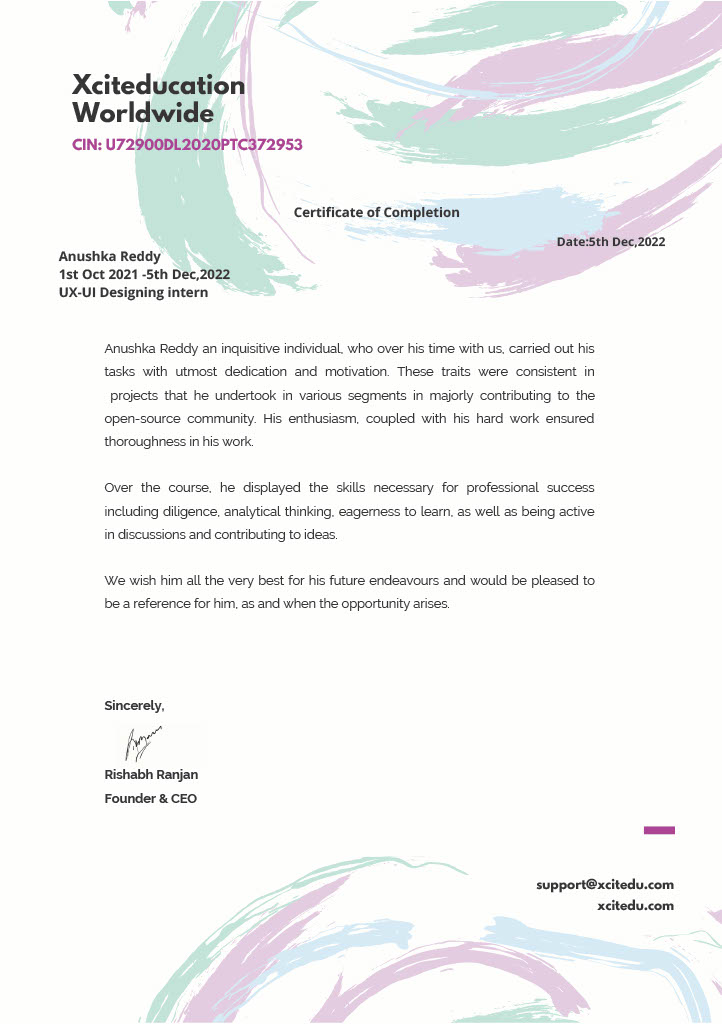 Xciteducation
Worldwide
CIN: U72900DL2020PTC372953
Certificate of Completion
Date:5th Dec,2022
Anushka Reddy
1st Oct 2021 -5th Dec,2022
UX-UI Designing intern
Anushka Reddy an inquisitive individual, who over his time with us, carried out his
tasks with utmost dedication and motivation. These traits were consistent in
projects that he undertook in various segments in majorly contributing to the
open-source community. His enthusiasm, coupled with his hard work ensured
thoroughness in his work.
Over the course, he displayed the skills necessary for professional success
including diligence, analytical thinking, eagerness to learn, as well as being active
in discussions and contributing to ideas.
We wish him all the very best for his future endeavours and would be pleased to
be a reference for him, as and when the opportunity arises.
Sincerely,
Rishabh Ranjan
Founder & CEO
support@xcitedu.com
xcitedu.com